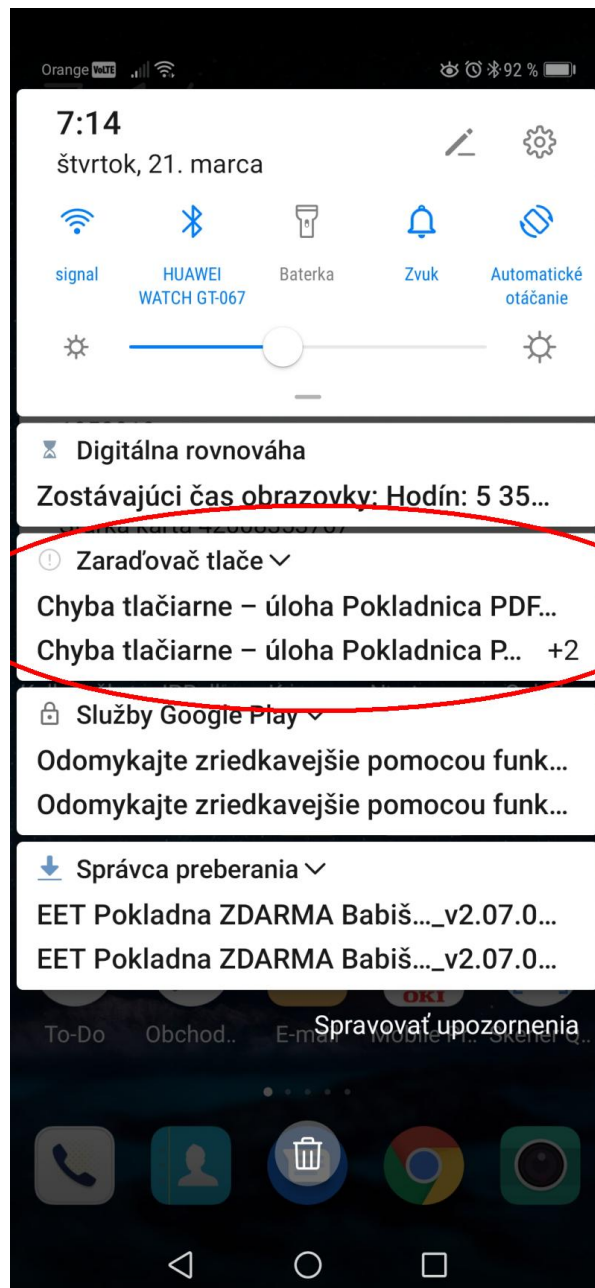 Orange VoLTE 92 %
7:14
štvrtok, 21. marca
signal HUAWEI WATCH GT-067 Baterka Zvuk Automatické otáčanie
Digitálna rovnováha
Zostávajúci čas obrazovky: Hodín: 5 35...
Zaraďovač tlače
Chyba tlačiarne – úloha Pokladnica PDF...
Chyba tlačiarne – úloha Pokladnica P... +2
Služby Google Play
Odomykajte zriedkavejšie pomocou funk...
Odomykajte zriedkavejšie pomocou funk...
Správca preberania
EET Pokladna ZDARMA Babiš..._v2.07.0...
EET Pokladna ZDARMA Babiš..._v2.07.0...
OKI
Spravovať upozornenia
To-Do Obchod.. E-mail